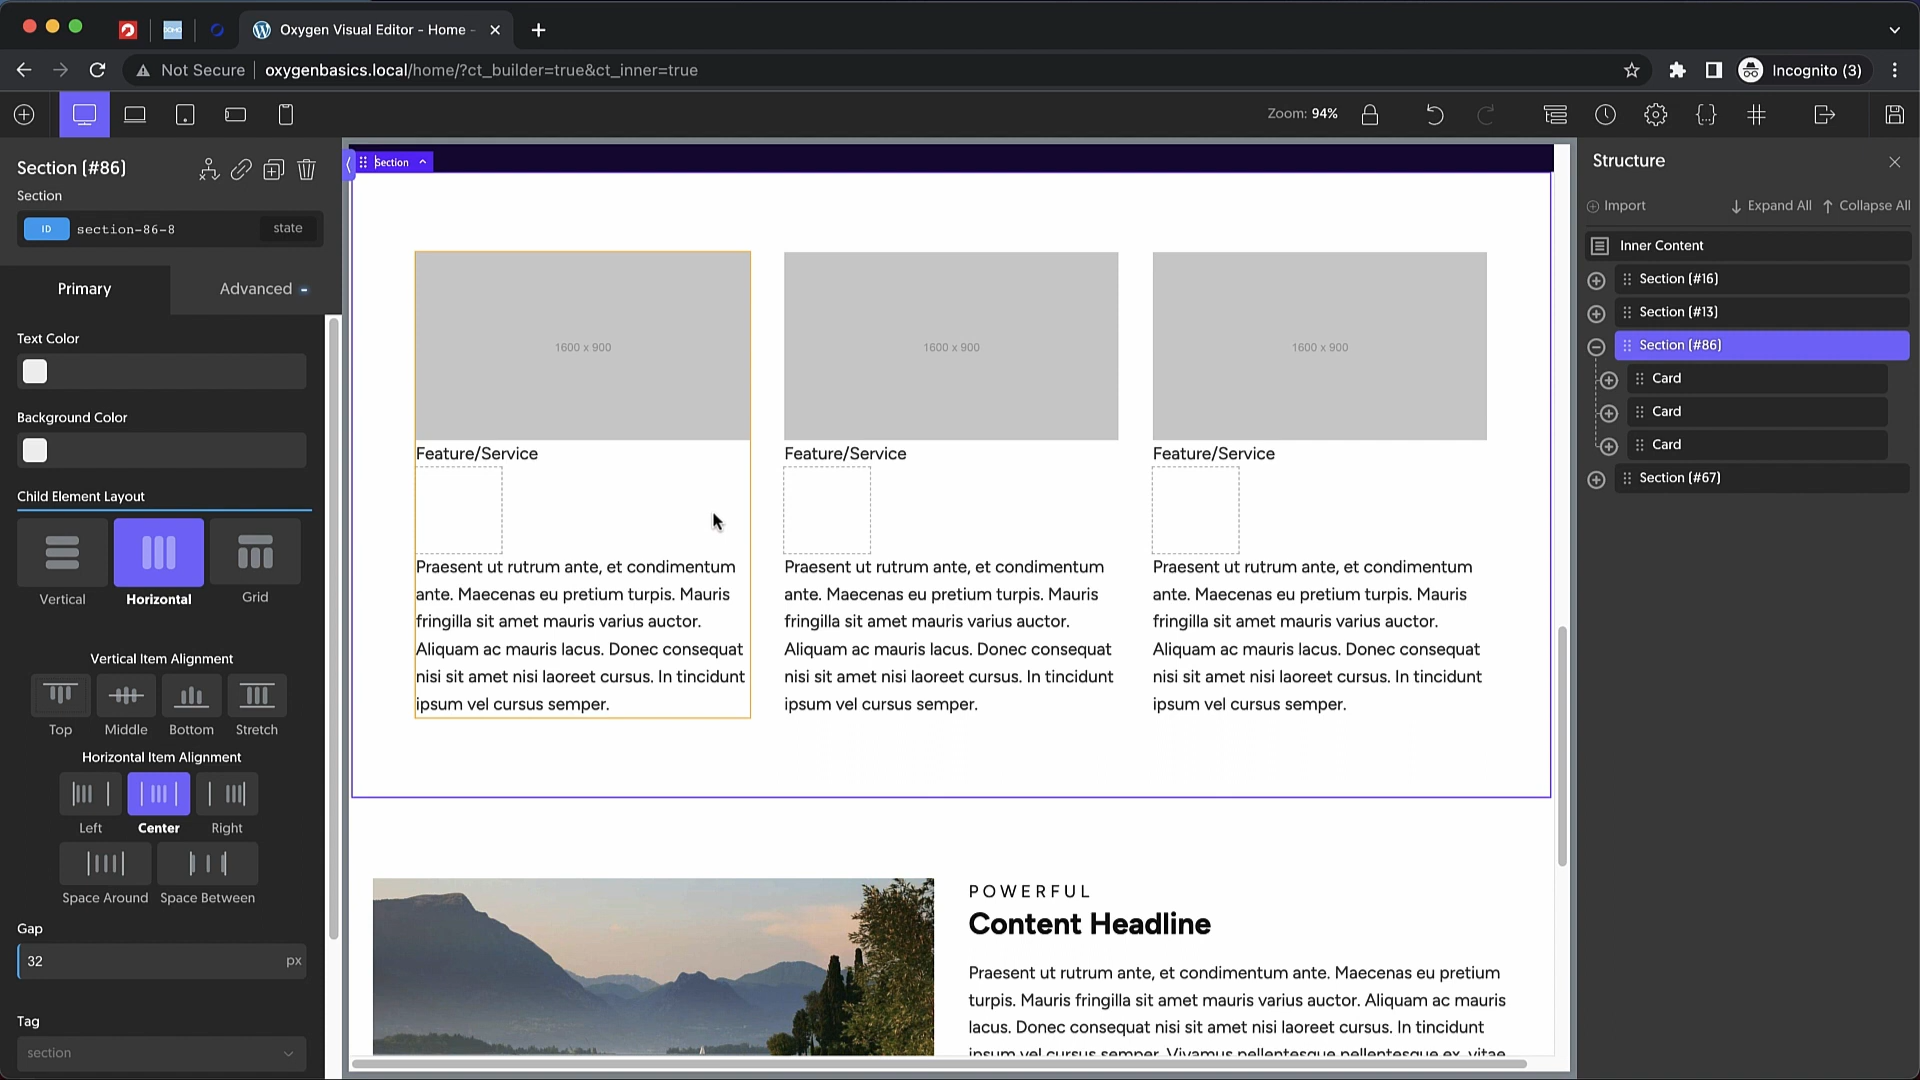 Oxygen Visual Editor - Home -
Not Secure
oxygenbasics.local/home/?ct_builder=true&ct_inner=true
Incognito (3)
Zoom: 94%
Section (#86)
Section
ID
section-86-8
state
Primary
Advanced
Text Color
Background Color
Child Element Layout
Vertical
Horizontal
Grid
Vertical Item Alignment
Top
Middle
Bottom
Stretch
Horizontal Item Alignment
Left
Center
Right
Space Around
Space Between
Gap
32
px
Tag
section
Section
1600 x 900
1600 x 900
1600 x 900
Feature/Service
Praesent ut rutrum ante, et condimentum
ante. Maecenas eu pretium turpis. Mauris
fringilla sit amet mauris varius auctor.
Aliquam ac mauris lacus. Donec consequat
nisi sit amet nisi laoreet cursus. In tincidunt
ipsum vel cursus semper.
Feature/Service
Praesent ut rutrum ante, et condimentum
ante. Maecenas eu pretium turpis. Mauris
fringilla sit amet mauris varius auctor.
Aliquam ac mauris lacus. Donec consequat
nisi sit amet nisi laoreet cursus. In tincidunt
ipsum vel cursus semper.
Feature/Service
Praesent ut rutrum ante, et condimentum
ante. Maecenas eu pretium turpis. Mauris
fringilla sit amet mauris varius auctor.
Aliquam ac mauris lacus. Donec consequat
nisi sit amet nisi laoreet cursus. In tincidunt
ipsum vel cursus semper.
POWERFUL
Content Headline
Praesent ut rutrum ante, et condimentum ante. Maecenas eu pretium
turpis. Mauris fringilla sit amet mauris varius auctor. Aliquam ac mauris
lacus. Donec consequat nisi sit amet nisi laoreet cursus. In tincidunt
ipsum vel cursus semper. Vivamus pellentesque pellentesque ex, vitae
Structure
Import
Expand All
Collapse All
Inner Content
Section (#16)
Section (#13)
Section (#86)
Card
Card
Card
Section (#67)